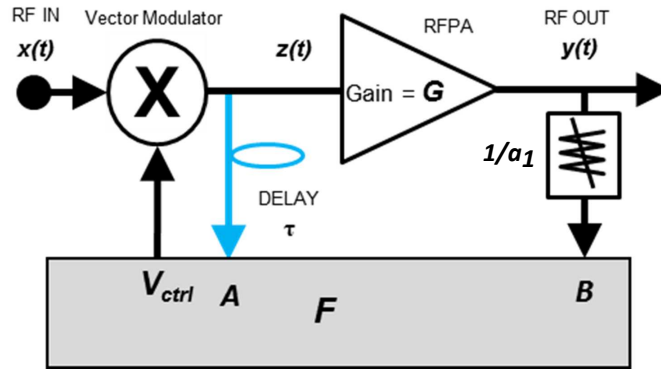 RF IN
Vector Modulator
RFPA
RF OUT
x(t)
z(t)
y(t)
X
Gain = G
1/a1
DELAY
τ
Vctrl
A
F
B